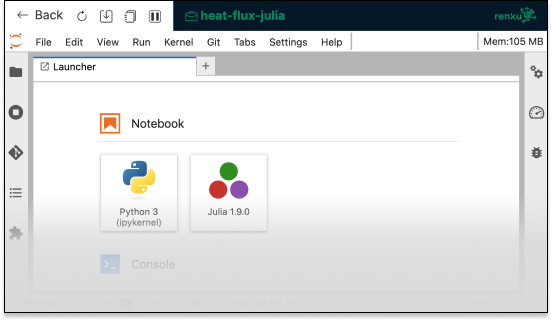 Back
heat-flux-julia
renku
File Edit View Run Kernel Git Tabs Settings Help
Mem:105 MB
Launcher
+
Notebook
Python 3
(ipykernel)
Julia 1.9.0
Console